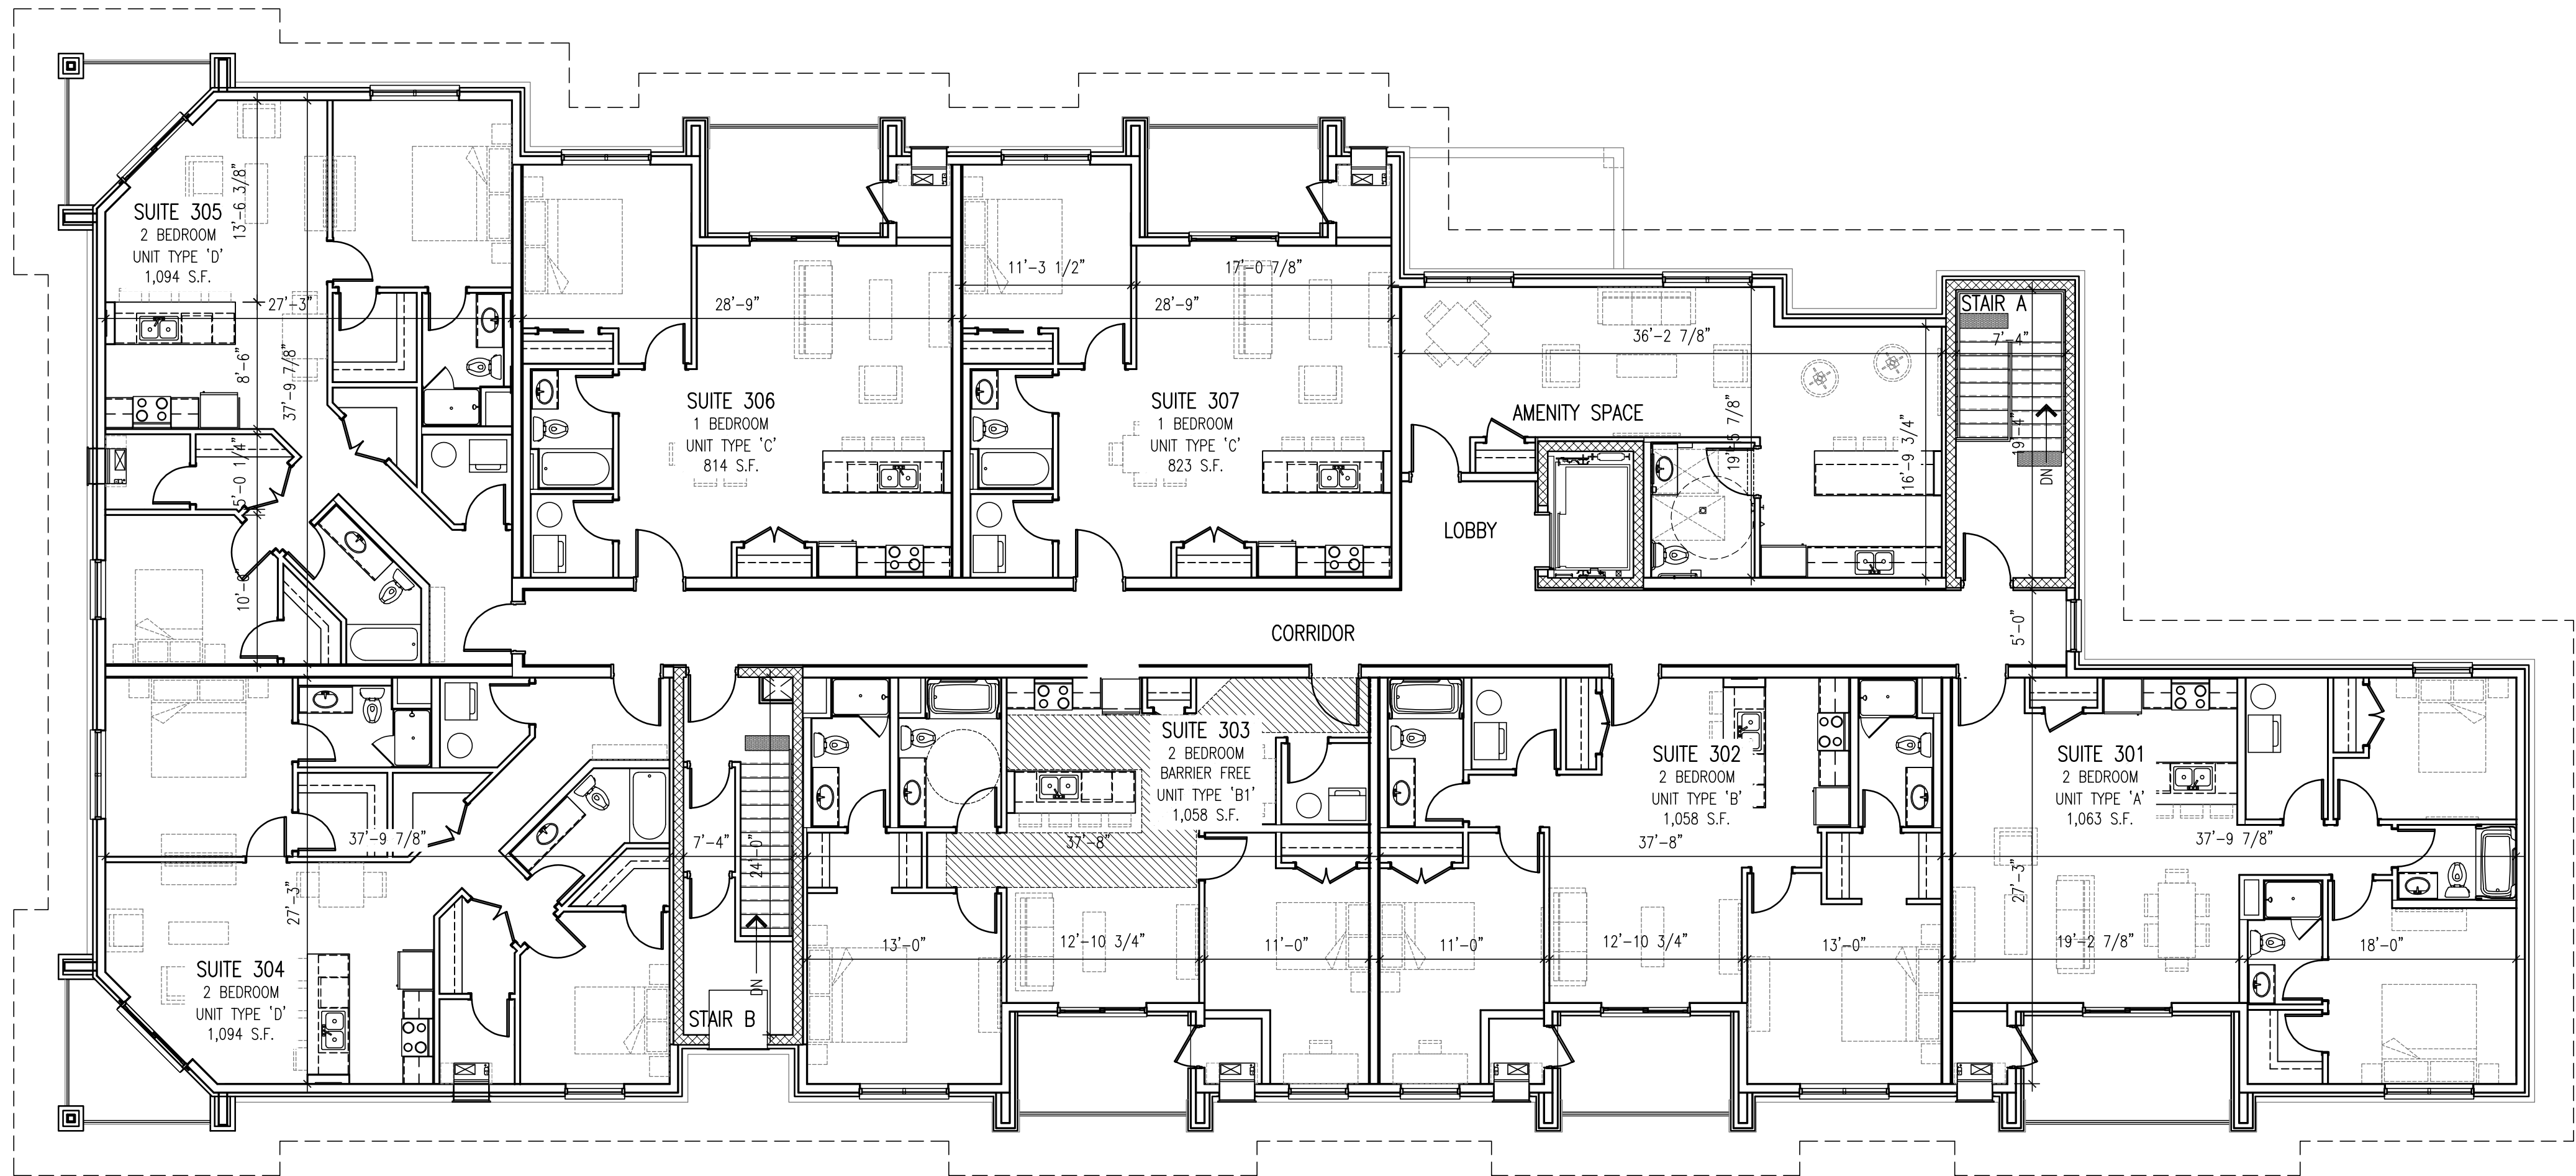 SUITE 305
2 BEDROOM
UNIT TYPE 'D'
1,094 S.F.
13'-6 3/8"
27'-3"
8'-6"
37'-9 7/8"
5'-0 1/4"
28'-9"
SUITE 306
1 BEDROOM
UNIT TYPE 'C'
814 S.F.
11'-3 1/2"
17'-0 7/8"
28'-9"
SUITE 307
1 BEDROOM
UNIT TYPE 'C'
823 S.F.
36'-2 7/8"
AMENITY SPACE
19'-5 7/8"
16'-9 3/4"
LOBBY
STAIR A
7'-4"
19'-4"
DN
CORRIDOR
5'-0"
37'-9 7/8"
27'-3"
SUITE 304
2 BEDROOM
UNIT TYPE 'D'
1,094 S.F.
7'-4"
24'-0"
DN
STAIR B
SUITE 303
2 BEDROOM
BARRIER FREE
UNIT TYPE 'B1'
1,058 S.F.
37'-8"
13'-0"
12'-10 3/4"
11'-0"
SUITE 302
2 BEDROOM
UNIT TYPE 'B'
1,058 S.F.
37'-8"
11'-0"
12'-10 3/4"
13'-0"
SUITE 301
2 BEDROOM
UNIT TYPE 'A'
1,063 S.F.
37'-9 7/8"
27'-3"
19'-2 7/8"
18'-0"